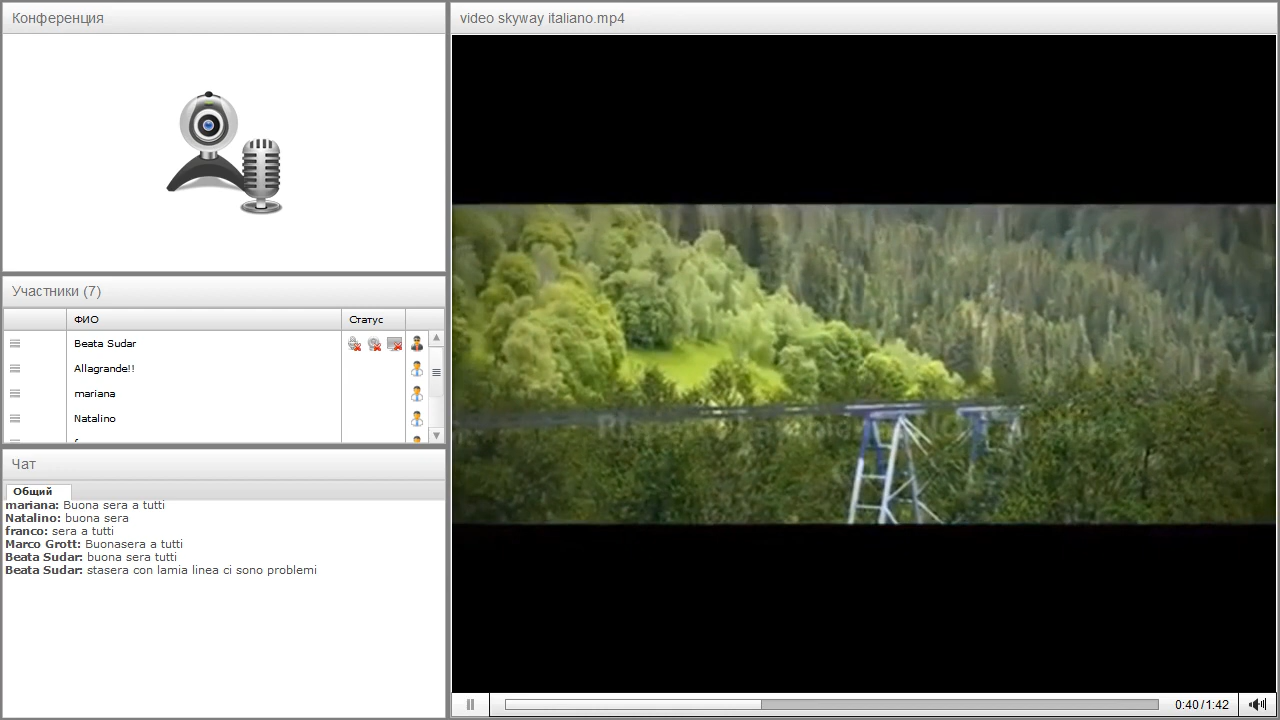 Конференция
video skyway italiano.mp4
Участники (7)
ФИО Статус
Beata Sudar
Allagrande!!
mariana
Natalino
Чат
Общий
mariana: Buona sera a tutti
Natalino: buona sera
franco: sera a tutti
Marco Grott: Buonasera a tutti
Beata Sudar: buona sera tutti
Beata Sudar: stasera con lamia linea ci sono problemi
0:40/1:42